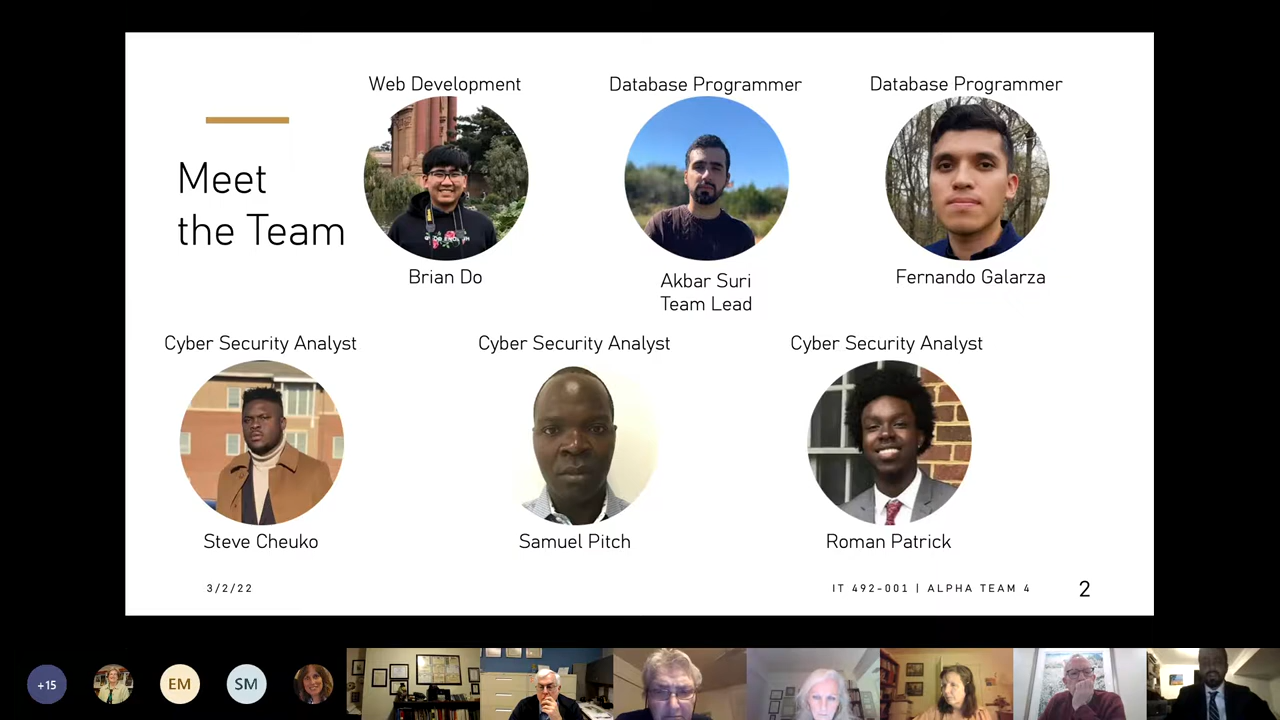 Meet
the Team
Web Development
Brian Do
Database Programmer
Akbar Suri
Team Lead
Database Programmer
Fernando Galarza
Cyber Security Analyst
Steve Cheuko
Cyber Security Analyst
Samuel Pitch
Cyber Security Analyst
Roman Patrick
3/2/22
IT 492-001 | ALPHA TEAM 4
2
+15
EM
SM